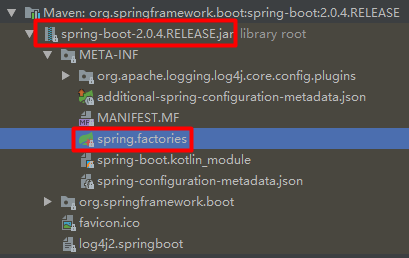 Maven: org.springframework.boot:spring-boot:2.0.4.RELEASE
spring-boot-2.0.4.RELEASE.jar library root
META-INF
org.apache.logging.log4j.core.config.plugins
additional-spring-configuration-metadata.json
MANIFEST.MF
spring.factories
spring-boot.kotlin_module
spring-configuration-metadata.json
org.springframework.boot
favicon.ico
log4j2.springboot